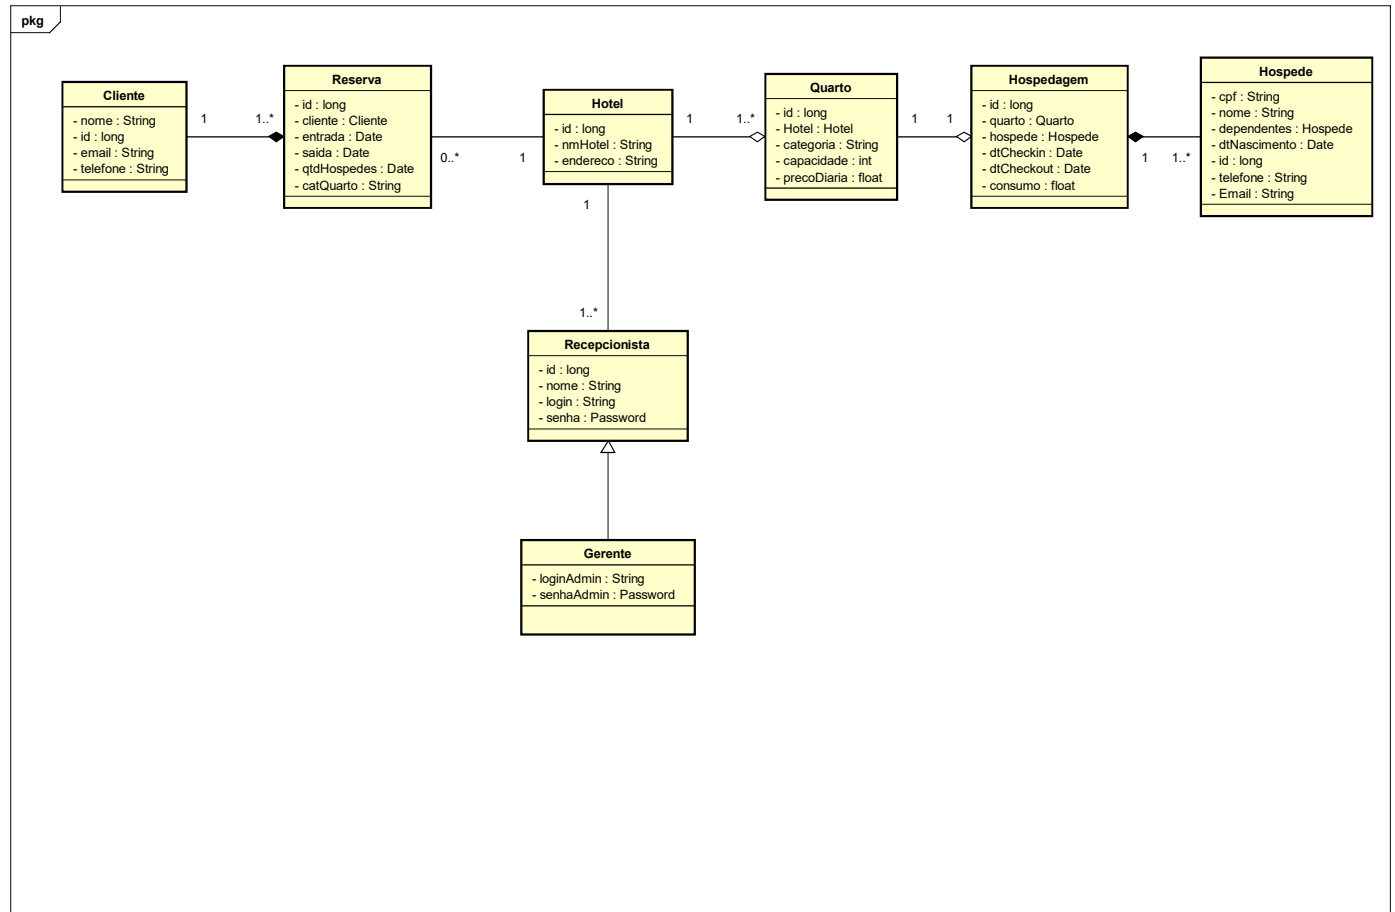 pkg
Cliente
- nome : String
- id : long
- email : String
- telefone : String
1
1..*
Reserva
- id : long
- cliente : Cliente
- entrada : Date
- saida : Date
- qtdHospedes : Date
- catQuarto : String
0..*
1
Hotel
- id : long
- nmHotel : String
- endereco : String
1
1..*
Quarto
- id : long
- Hotel : Hotel
- categoria : String
- capacidade : int
- precoDiaria : float
1
1
Hospedagem
- id : long
- quarto : Quarto
- hospede : Hospede
- dtCheckin : Date
- dtCheckout : Date
- consumo : float
1
1..*
Hospede
- cpf : String
- nome : String
- dependentes : Hospede
- dtNascimento : Date
- id : long
- telefone : String
- Email : String
1
1..*
Recepcionista
- id : long
- nome : String
- login : String
- senha : Password
Gerente
- loginAdmin : String
- senhaAdmin : Password